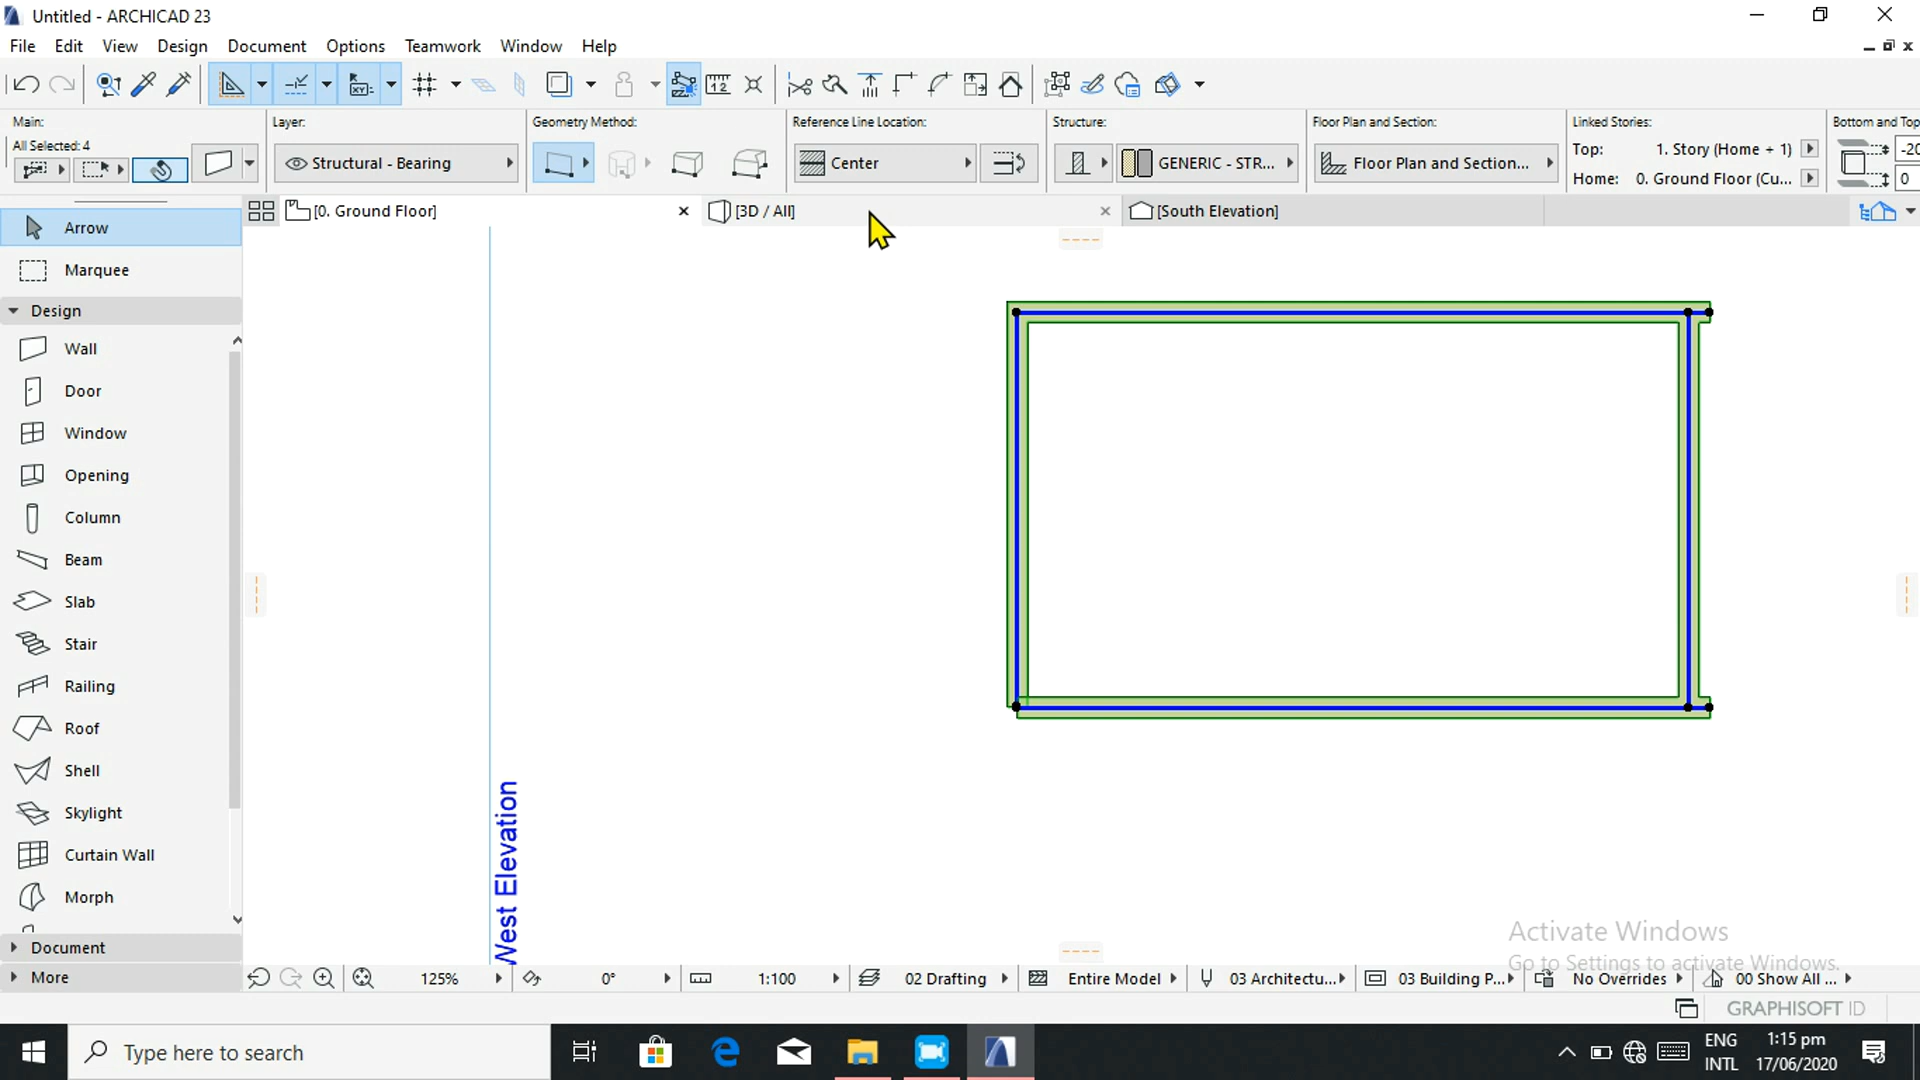 Untitled - ARCHICAD 23
File Edit View Design Document Options Teamwork Window Help
Main: Layer: Geometry Method: Reference Line Location: Structure: Floor Plan and Section: Linked Stories: Bottom and Top
All Selected: 4
Structural - Bearing Center GENERIC - STR... Floor Plan and Section...
Top: 1. Story (Home + 1) -20
Home: 0. Ground Floor (Cu... 0
[0. Ground Floor] [3D / All] [South Elevation]
Arrow
Marquee
Design
Wall
Door
Window
Opening
Column
Beam
Slab
Stair
Railing
Roof
Shell
Skylight
Curtain Wall
Morph
Document
More
West Elevation
Activate Windows
Go to Settings to activate Windows.
125% 0° 1:100 02 Drafting Entire Model 03 Architectu... 03 Building P... No Overrides 00 Show All ...
GRAPHISOFT ID
Type here to search
ENG
INTL
1:15 pm
17/06/2020